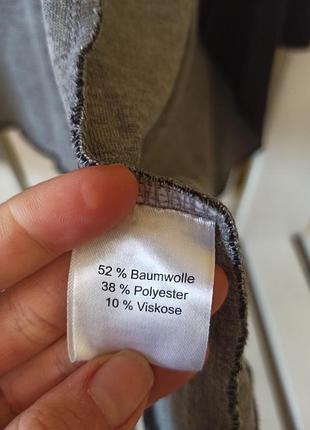 52 % Baumwolle
38 % Polyester
10 % Viskose